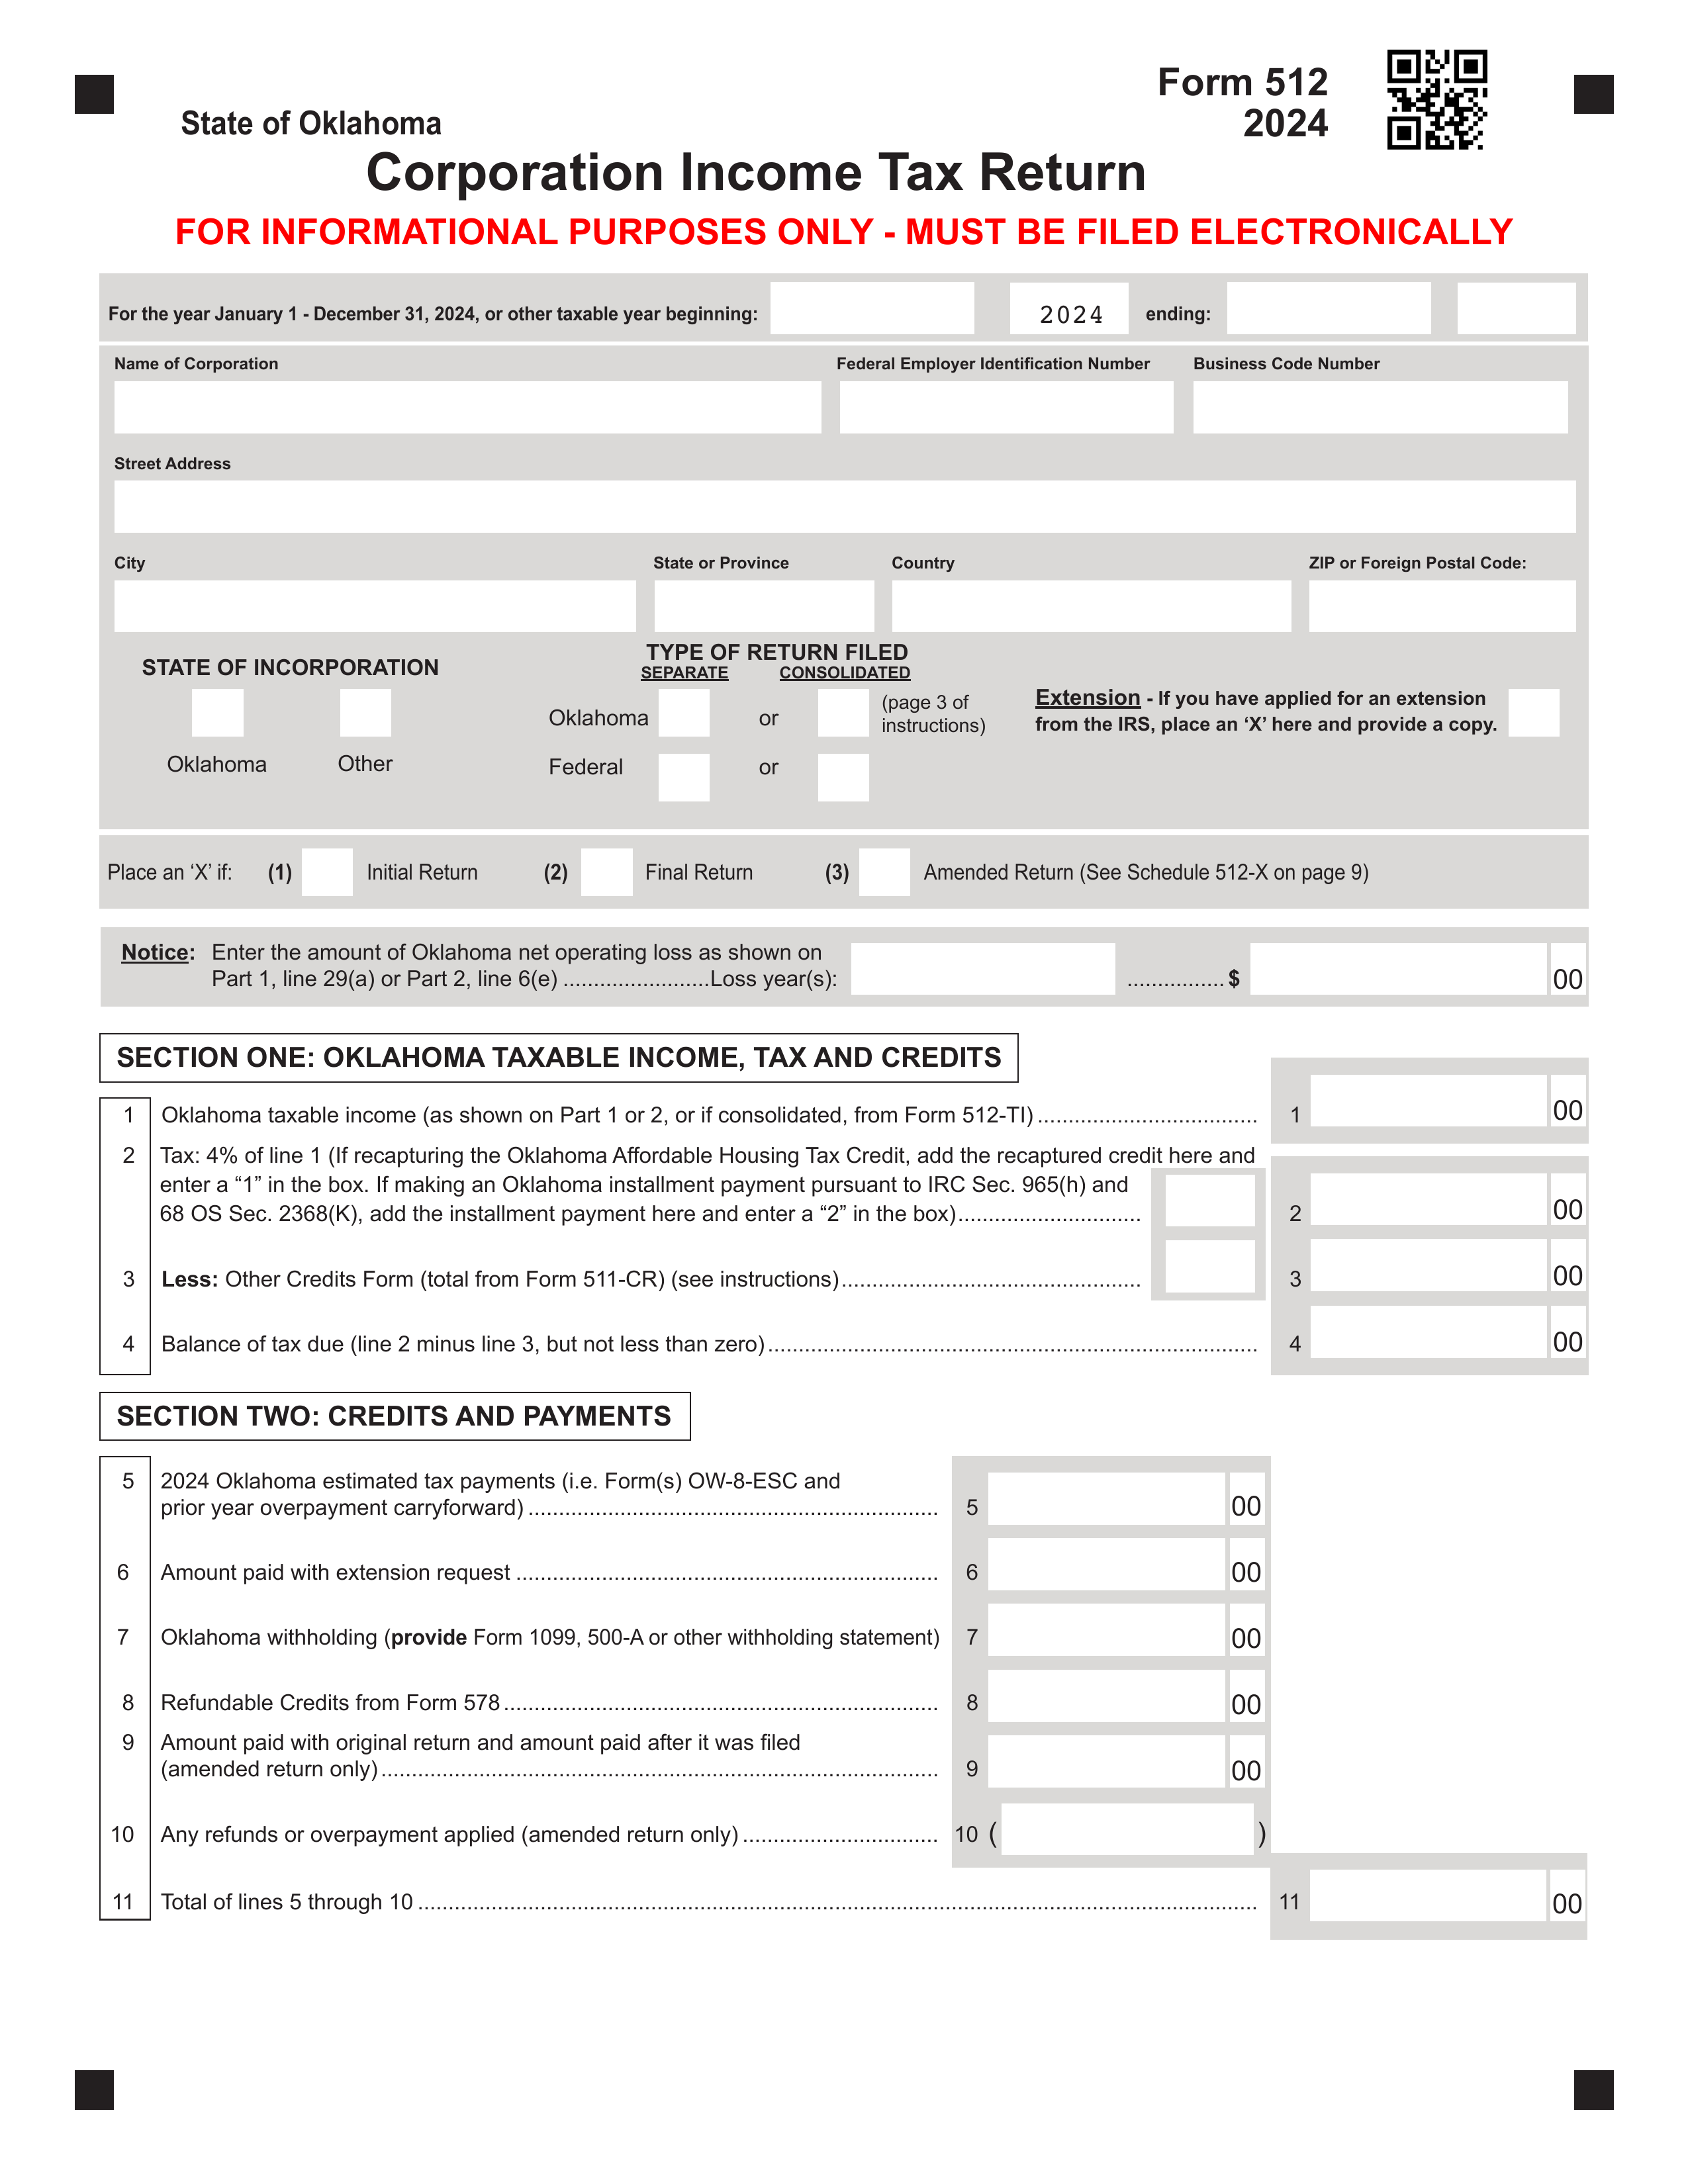 Form 512
2024
State of Oklahoma
Corporation Income Tax Return
FOR INFORMATIONAL PURPOSES ONLY - MUST BE FILED ELECTRONICALLY
For the year January 1 - December 31, 2024, or other taxable year beginning: 2024 ending:
Name of Corporation Federal Employer Identification Number Business Code Number
Street Address
City State or Province Country ZIP or Foreign Postal Code:
STATE OF INCORPORATION
Oklahoma Other
TYPE OF RETURN FILED
SEPARATE CONSOLIDATED
Oklahoma or (page 3 of
instructions)
Federal or
Extension - If you have applied for an extension
from the IRS, place an ‘X’ here and provide a copy.
Place an ‘X’ if: (1) Initial Return (2) Final Return (3) Amended Return (See Schedule 512-X on page 9)
Notice: Enter the amount of Oklahoma net operating loss as shown on
Part 1, line 29(a) or Part 2, line 6(e) ........................Loss year(s): ................ $ 00
SECTION ONE: OKLAHOMA TAXABLE INCOME, TAX AND CREDITS
1 Oklahoma taxable income (as shown on Part 1 or 2, or if consolidated, from Form 512-TI) .................................... 1 00
2 Tax: 4% of line 1 (If recapturing the Oklahoma Affordable Housing Tax Credit, add the recaptured credit here and
enter a “1” in the box. If making an Oklahoma installment payment pursuant to IRC Sec. 965(h) and
68 OS Sec. 2368(K), add the installment payment here and enter a “2” in the box).............................. 2 00
3 Less: Other Credits Form (total from Form 511-CR) (see instructions)................................................. 3 00
4 Balance of tax due (line 2 minus line 3, but not less than zero)................................................................................ 4 00
SECTION TWO: CREDITS AND PAYMENTS
5 2024 Oklahoma estimated tax payments (i.e. Form(s) OW-8-ESC and
prior year overpayment carryforward) ................................................................... 5 00
6 Amount paid with extension request ..................................................................... 6 00
7 Oklahoma withholding (provide Form 1099, 500-A or other withholding statement) 7 00
8 Refundable Credits from Form 578 ....................................................................... 8 00
9 Amount paid with original return and amount paid after it was filed
(amended return only)........................................................................................... 9 00
10 Any refunds or overpayment applied (amended return only) ................................ 10 ( )
11 Total of lines 5 through 10 ......................................................................................................................................... 11 00